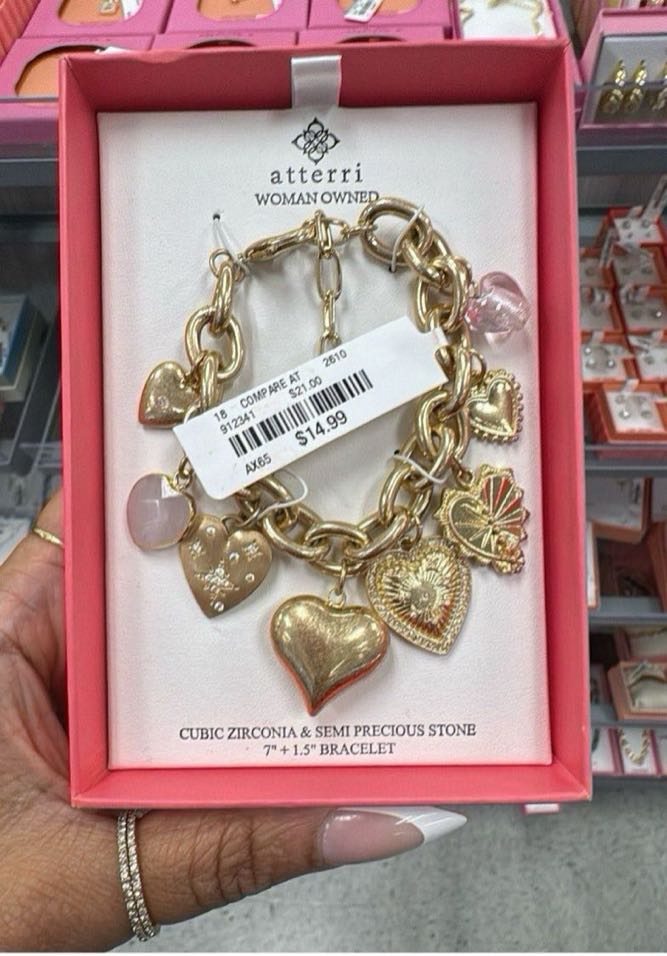 atterri
WOMAN OWNED
18 COMPARE AT 2610
912341 $21.00
AX65 $14.99
CUBIC ZIRCONIA & SEMI PRECIOUS STONE
7" + 1.5" BRACELET